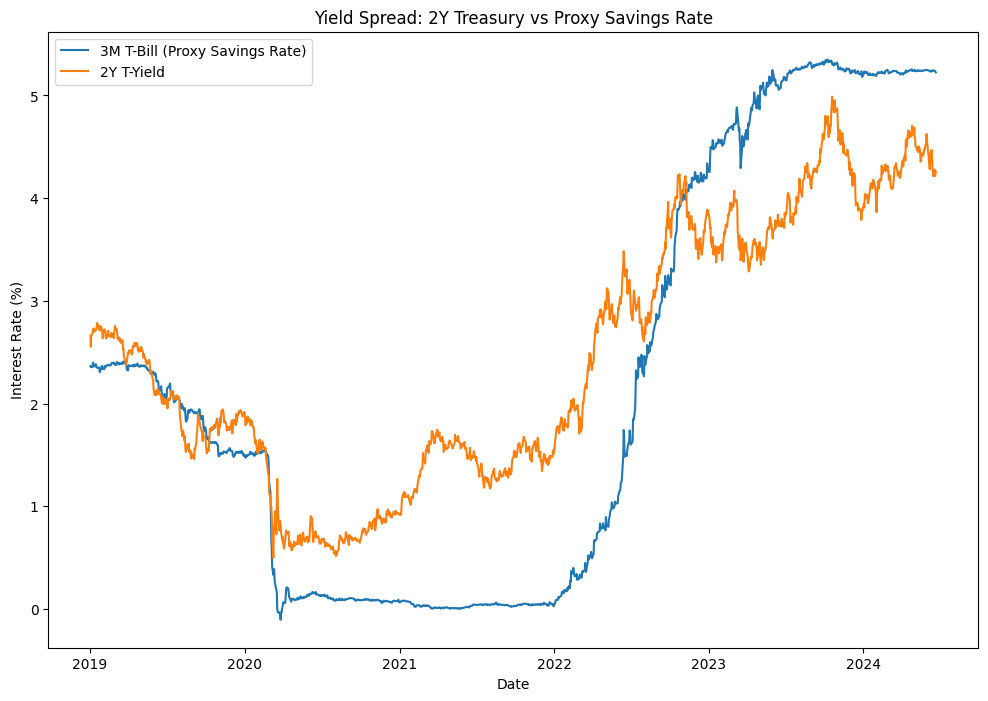 Yield Spread: 2Y Treasury vs Proxy Savings Rate
3M T-Bill (Proxy Savings Rate)
2Y T-Yield
Interest Rate (%)
5
4
3
2
1
0
2019 2020 2021 2022 2023 2024
Date